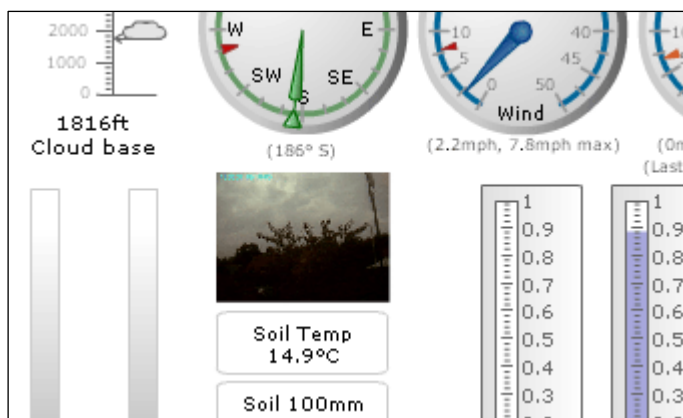 2000
1000
0
1816ft
Cloud base
W
E
SW
SE
S
(186° S)
10
40
5
45
0
50
Wind
(2.2mph, 7.8mph max)
(0m
(Last
Soil Temp
14.9°C
Soil 100mm
1
0.9
0.8
0.7
0.6
0.5
0.4
0.3
1
0.9
0.8
0.7
0.6
0.5
0.4
0.3